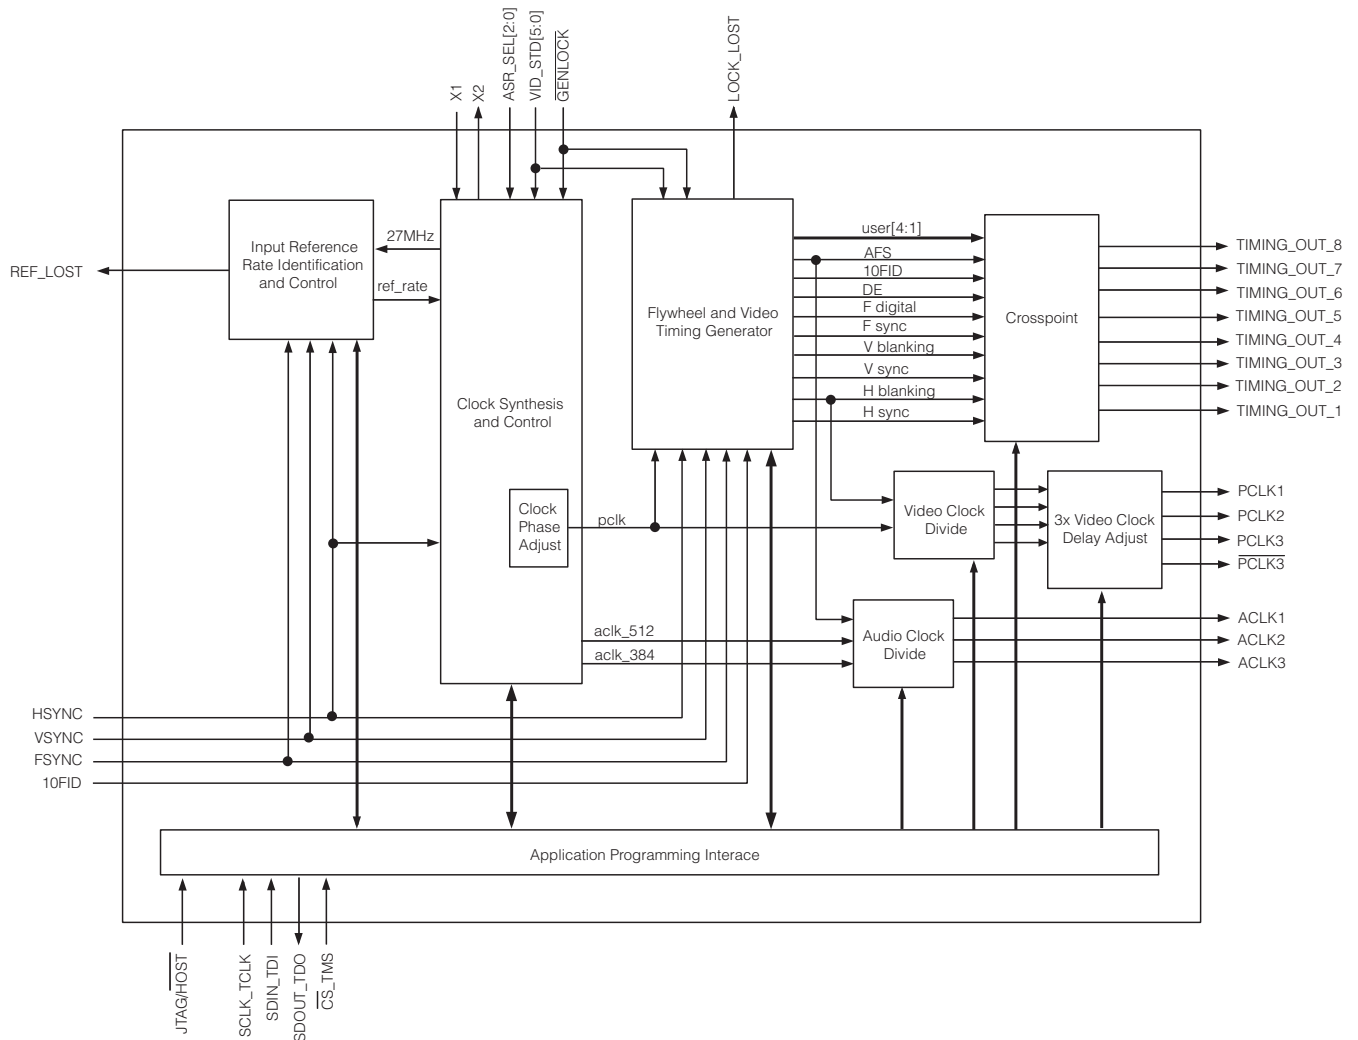 X1
X2
ASR_SEL[2:0]
VID_STD[5:0]
GENLOCK
LOCK_LOST
REF_LOST
Input Reference
Rate Identification
and Control
27MHz
ref_rate
Clock Synthesis
and Control
Clock
Phase
Adjust
Flywheel and Video
Timing Generator
user[4:1]
AFS
10FID
DE
F digital
F sync
V blanking
V sync
H blanking
H sync
Crosspoint
TIMING_OUT_8
TIMING_OUT_7
TIMING_OUT_6
TIMING_OUT_5
TIMING_OUT_4
TIMING_OUT_3
TIMING_OUT_2
TIMING_OUT_1
pclk
Video Clock
Divide
3x Video Clock
Delay Adjust
PCLK1
PCLK2
PCLK3
PCLK3
aclk_512
aclk_384
Audio Clock
Divide
ACLK1
ACLK2
ACLK3
HSYNC
VSYNC
FSYNC
10FID
Application Programming Interace
JTAG/HOST
SCLK_TCLK
SDIN_TDI
SDOUT_TDO
CS_TMS